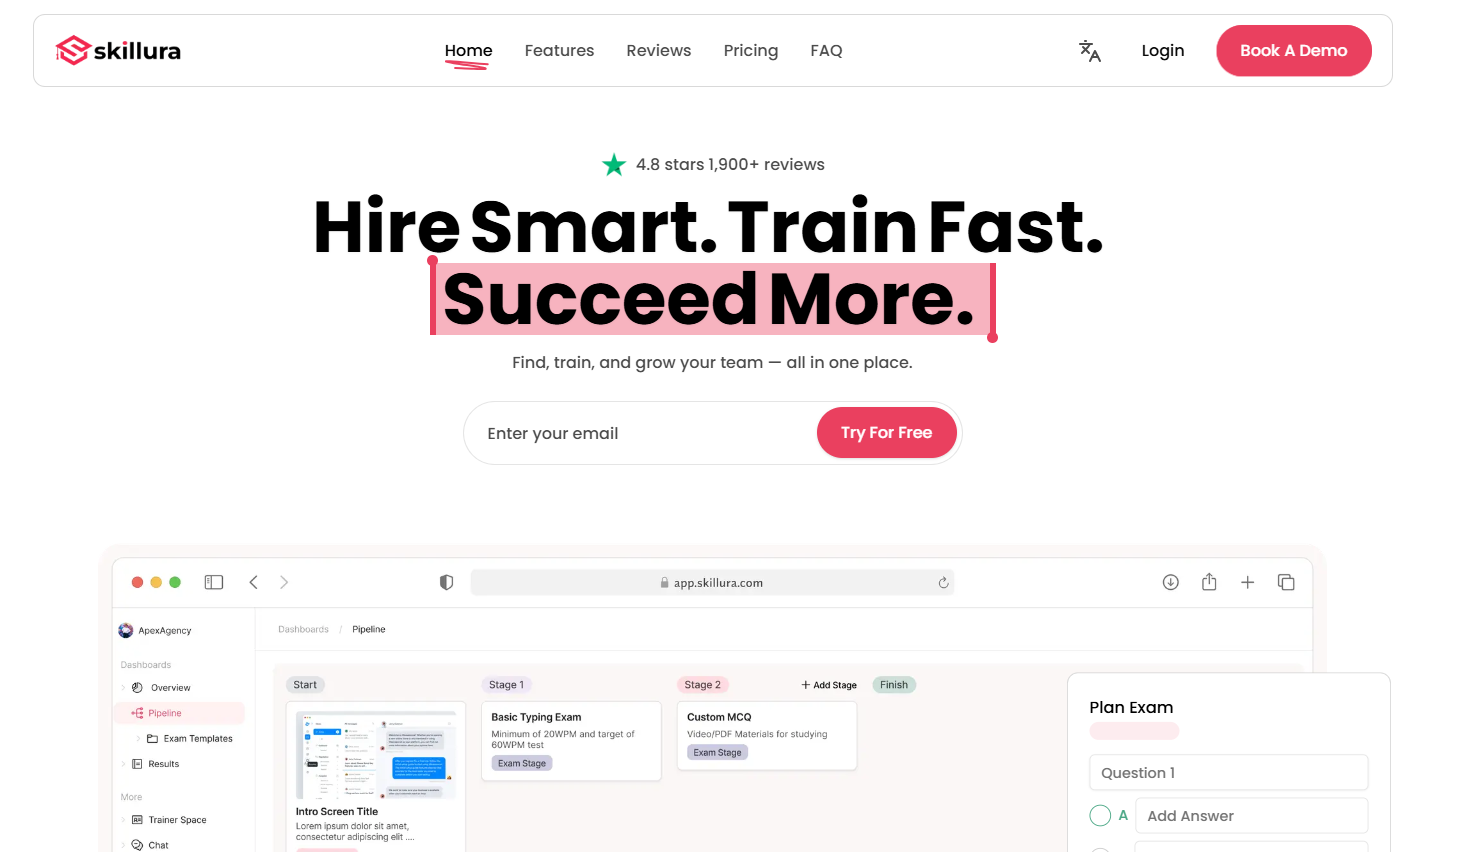 skillura
Home Features Reviews Pricing FAQ
Login
Book A Demo
4.8 stars 1,900+ reviews
Hire Smart. Train Fast.
Succeed More.
Find, train, and grow your team — all in one place.
Enter your email
Try For Free
app.skillura.com
ApexAgency
Dashboards / Pipeline
Dashboards
Overview
Pipeline
Exam Templates
Results
More
Trainer Space
Chat
Start
Intro Screen Title
Lorem ipsum dolor sit amet,
consectetur adipiscing elit ....
Stage 1
Basic Typing Exam
Minimum of 20WPM and target of
60WPM test
Exam Stage
Stage 2
+ Add Stage
Custom MCQ
Video/PDF Materials for studying
Exam Stage
Finish
Plan Exam
Question 1
A Add Answer